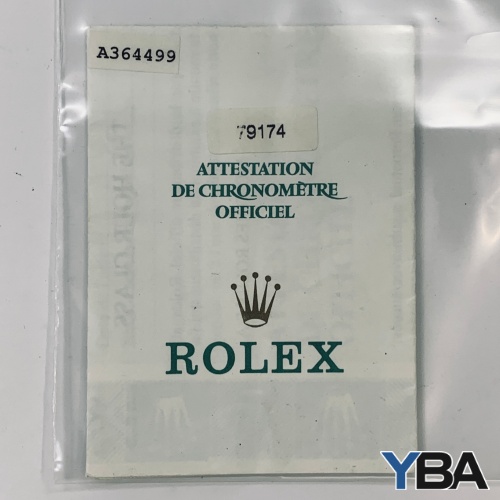 A364499
79174
ATTESTATION
DE CHRONOMÈTRE
OFFICIEL
ROLEX
YBA